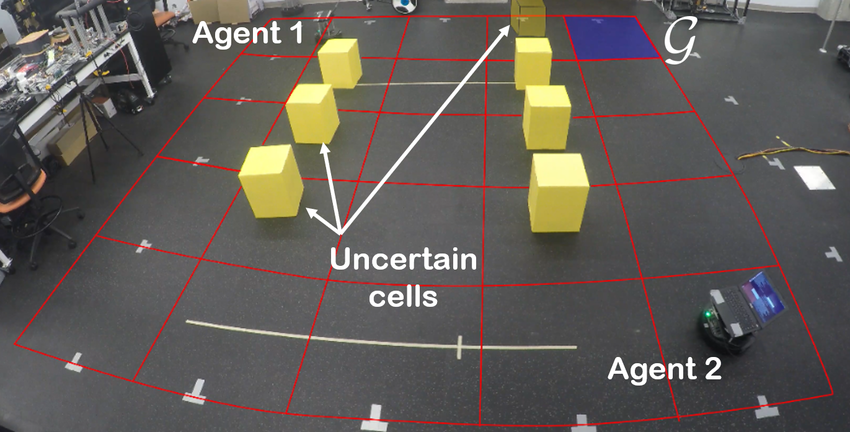 Agent 1
𝒢
Uncertain
cells
Agent 2